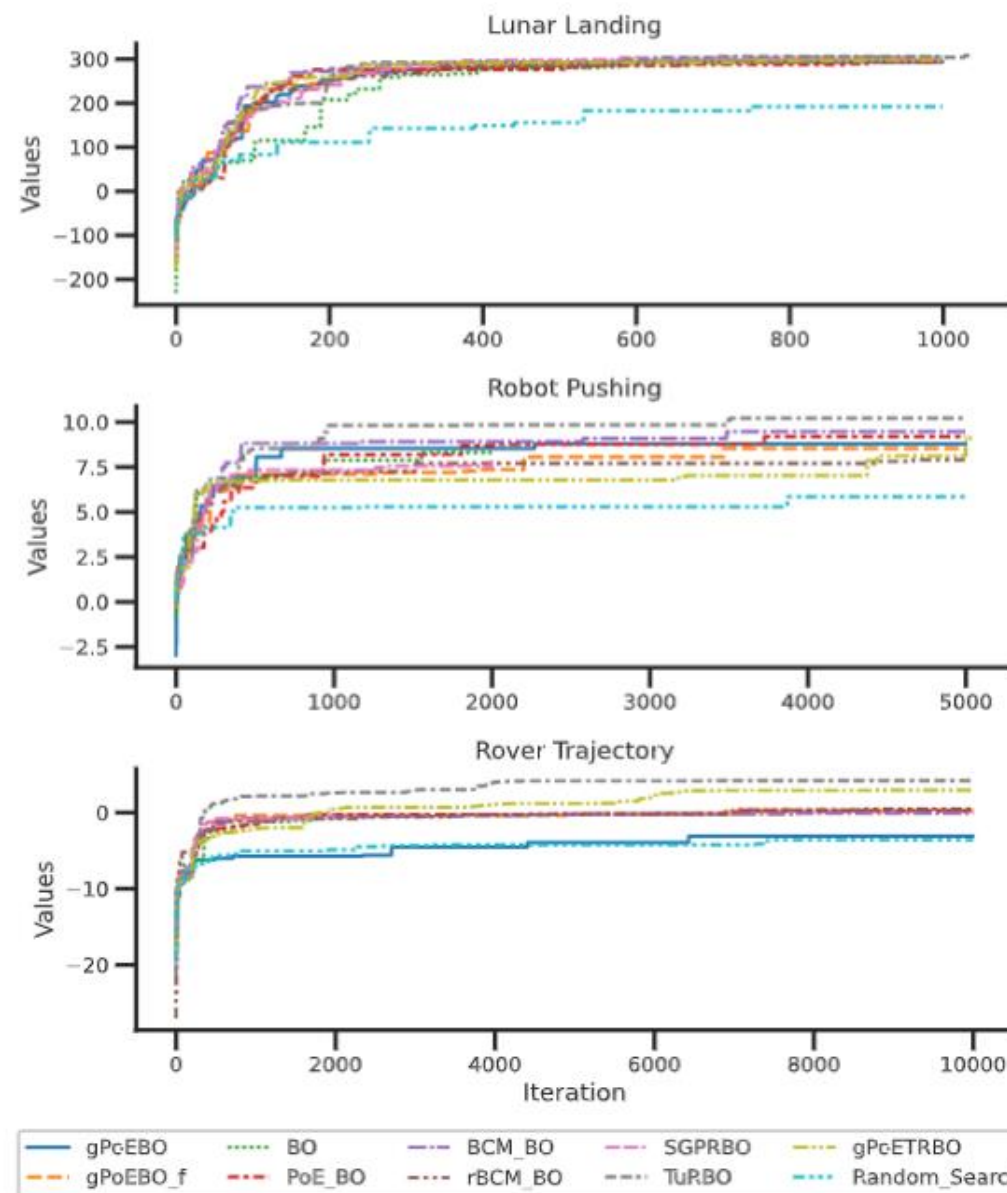 Lunar Landing
300
200
100
0
−100
−200
Values
0 200 400 600 800 1000
Robot Pushing
10.0
7.5
5.0
2.5
0.0
−2.5
Values
0 1000 2000 3000 4000 5000
Rover Trajectory
0
−10
−20
Values
0 2000 4000 6000 8000 10000
Iteration
gPoEBO BO BCM_BO SGPRBO gPoETRBO
gPoEBO_f PoE_BO rBCM_BO TuRBO Random_Searc